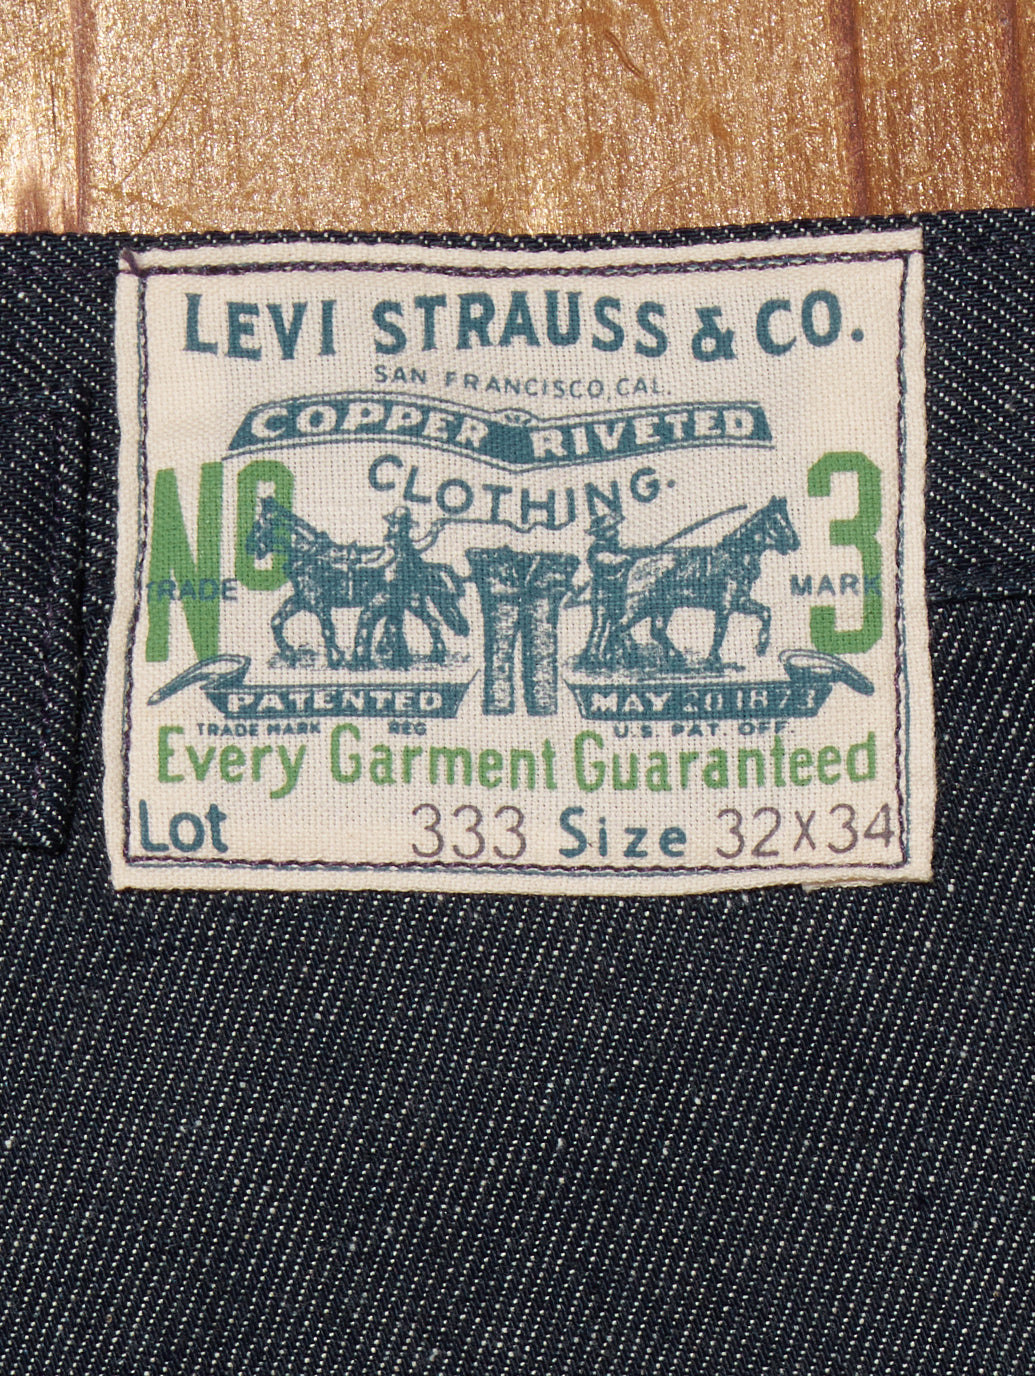 LEVI STRAUSS & CO.
SAN FRANCISCO, CAL.
COPPER RIVETED
CLOTHING.
NO 3
TRADE MARK
PATENTED MAY 20 1873
TRADE MARK REG U.S. PAT. OFF.
Every Garment Guaranteed
Lot 333 Size 32X34